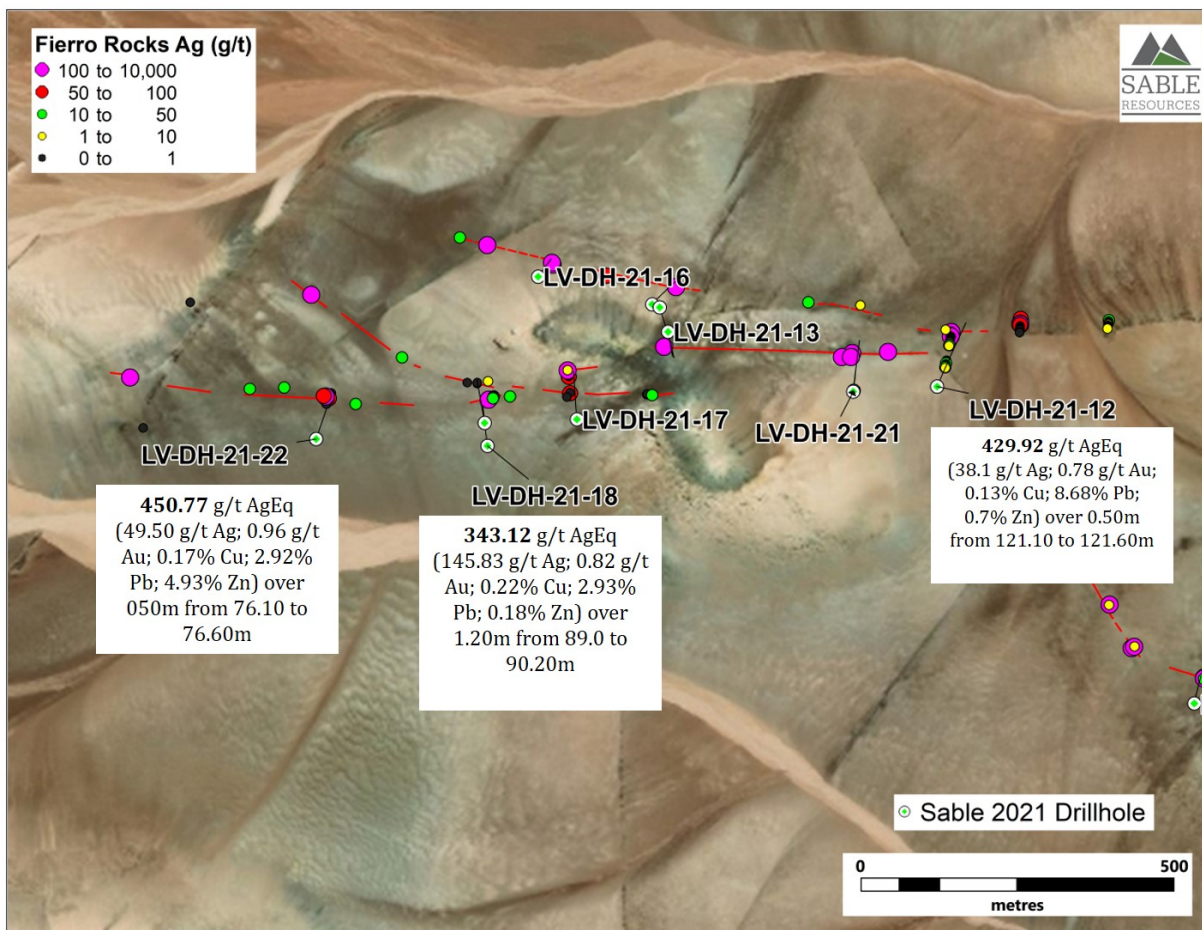 Fierro Rocks Ag (g/t)
100 to 10,000
50 to 100
10 to 50
1 to 10
0 to 1
SABLE
RESOURCES
LV-DH-21-16
LV-DH-21-13
LV-DH-21-12
LV-DH-21-17
LV-DH-21-21
LV-DH-21-22
LV-DH-21-18
429.92 g/t AgEq
(38.1 g/t Ag; 0.78 g/t Au;
0.13% Cu; 8.68% Pb;
0.7% Zn) over 0.50m
from 121.10 to 121.60m
450.77 g/t AgEq
(49.50 g/t Ag; 0.96 g/t
Au; 0.17% Cu; 2.92%
Pb; 4.93% Zn) over
050m from 76.10 to
76.60m
343.12 g/t AgEq
(145.83 g/t Ag; 0.82 g/t
Au; 0.22% Cu; 2.93%
Pb; 0.18% Zn) over
1.20m from 89.0 to
90.20m
Sable 2021 Drillhole
0 500
metres